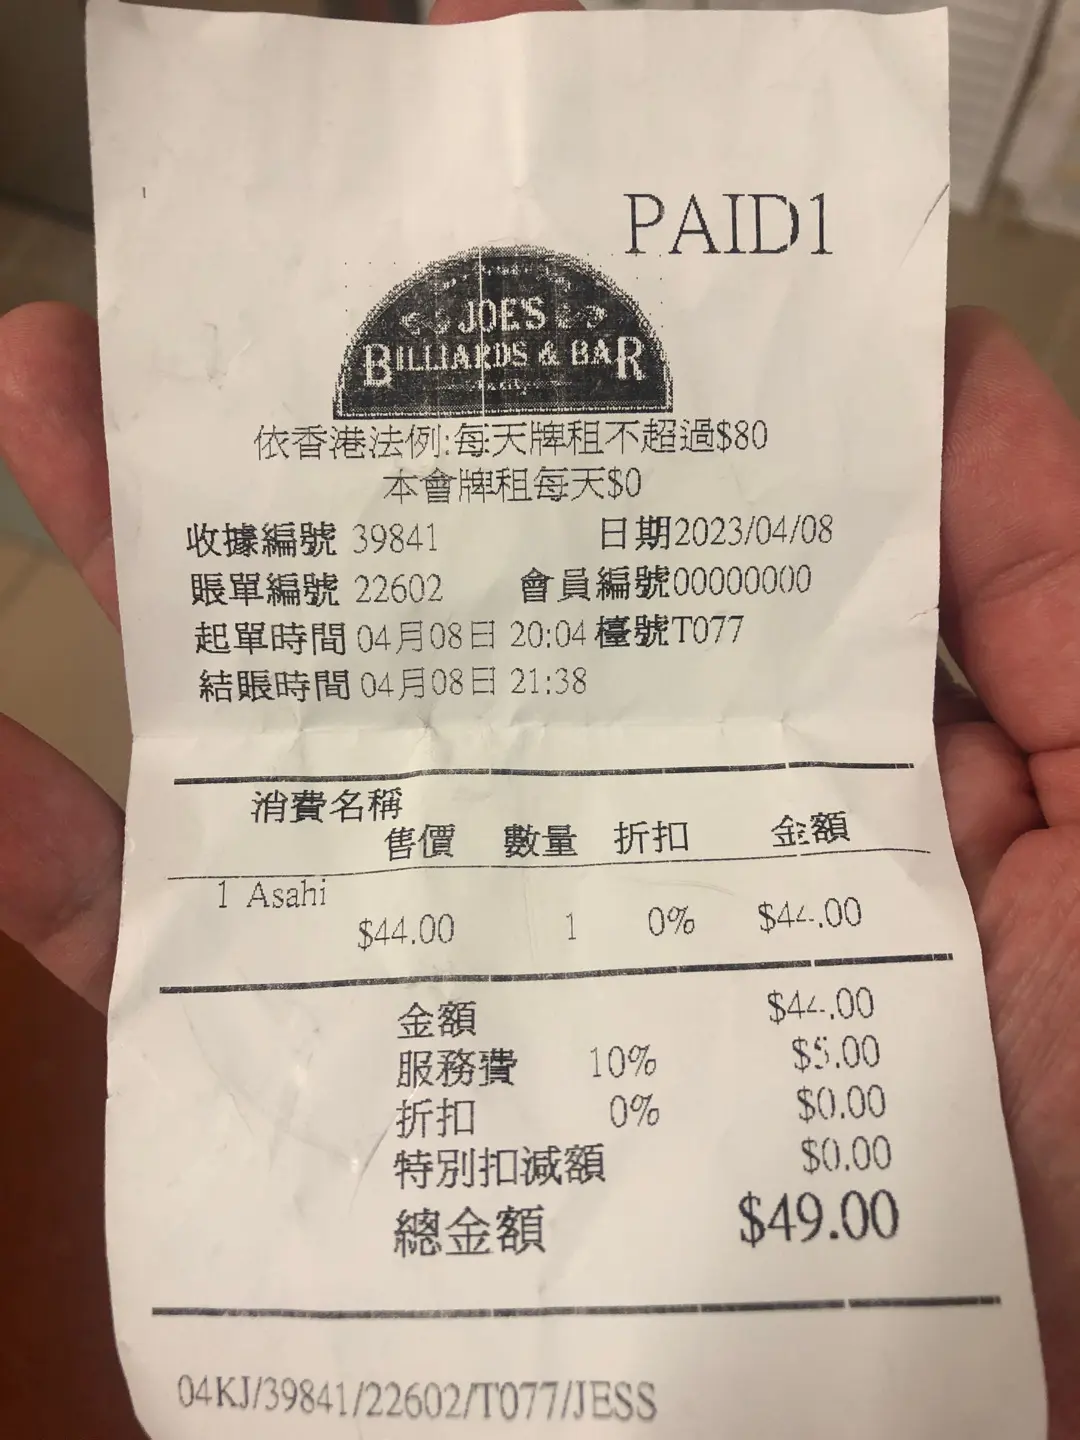 PAID1
JOE'S
BILLIARDS & BAR
依香港法例:每天牌租不超過$80
本會牌租每天$0
收據編號 39841 日期2023/04/08
賬單編號 22602 會員編號00000000
起單時間 04月08日 20:04 檯號T077
結賬時間 04月08日 21:38
消費名稱
售價 數量 折扣 金額
1 Asahi
$44.00 1 0% $44.00
金額 $44.00
服務費 10% $5.00
折扣 0% $0.00
特別扣減額 $0.00
總金額 $49.00
04KJ/39841/22602/T077/JESS